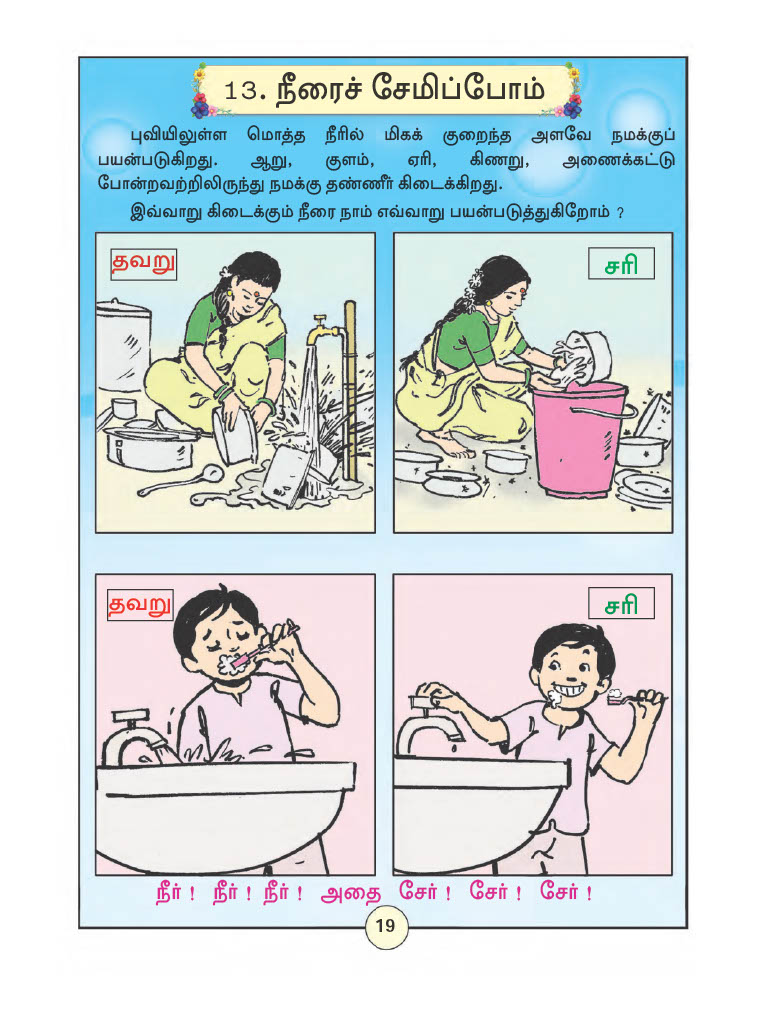 13. நீரைச் சேமிப்போம்
புவியிலுள்ள மொத்த நீரில் மிகக் குறைந்த அளவே நமக்குப்
பயன்படுகிறது. ஆறு, குளம், ஏரி, கிணறு, அணைக்கட்டு
போன்றவற்றிலிருந்து நமக்கு தண்ணீர் கிடைக்கிறது.
இவ்வாறு கிடைக்கும் நீரை நாம் எவ்வாறு பயன்படுத்துகிறோம் ?
தவறு
சரி
தவறு
சரி
நீர் ! நீர் ! நீர் ! அதை சேர் ! சேர் ! சேர் !
19